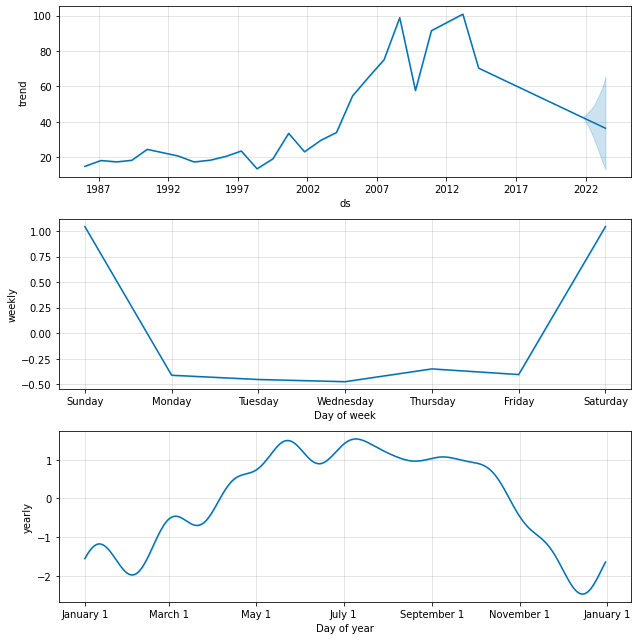 100
80
60
40
20
trend
1987 1992 1997 2002 2007 2012 2017 2022
ds
1.00
0.75
0.50
0.25
0.00
−0.25
−0.50
weekly
Sunday Monday Tuesday Wednesday Thursday Friday Saturday
Day of week
1
0
−1
−2
yearly
January 1 March 1 May 1 July 1 September 1 November 1 January 1
Day of year